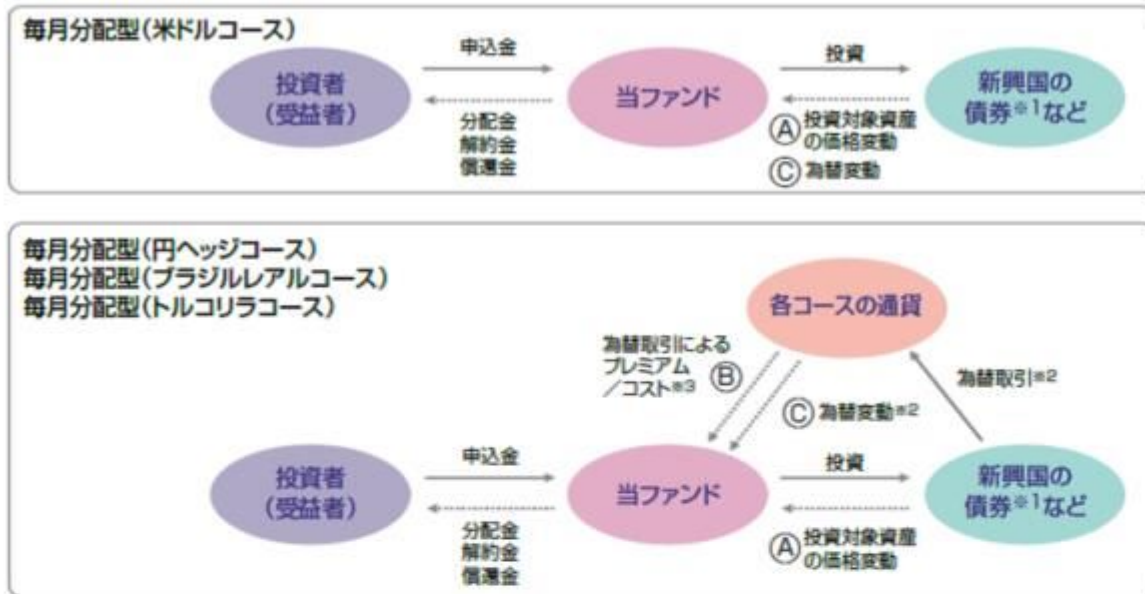 毎月分配型(米ドルコース)
申込金
投資
投資者
(受益者)
当ファンド
新興国の
債券※1など
分配金
解約金
償還金
Ⓐ 投資対象資産
の価格変動
Ⓒ 為替変動
毎月分配型(円ヘッジコース)
毎月分配型(ブラジルレアルコース)
毎月分配型(トルコリラコース)
各コースの通貨
為替取引による
プレミアム
/コスト※3
Ⓑ
為替取引※2
Ⓒ 為替変動※2
申込金
投資
投資者
(受益者)
当ファンド
新興国の
債券※1など
分配金
解約金
償還金
Ⓐ 投資対象資産
の価格変動